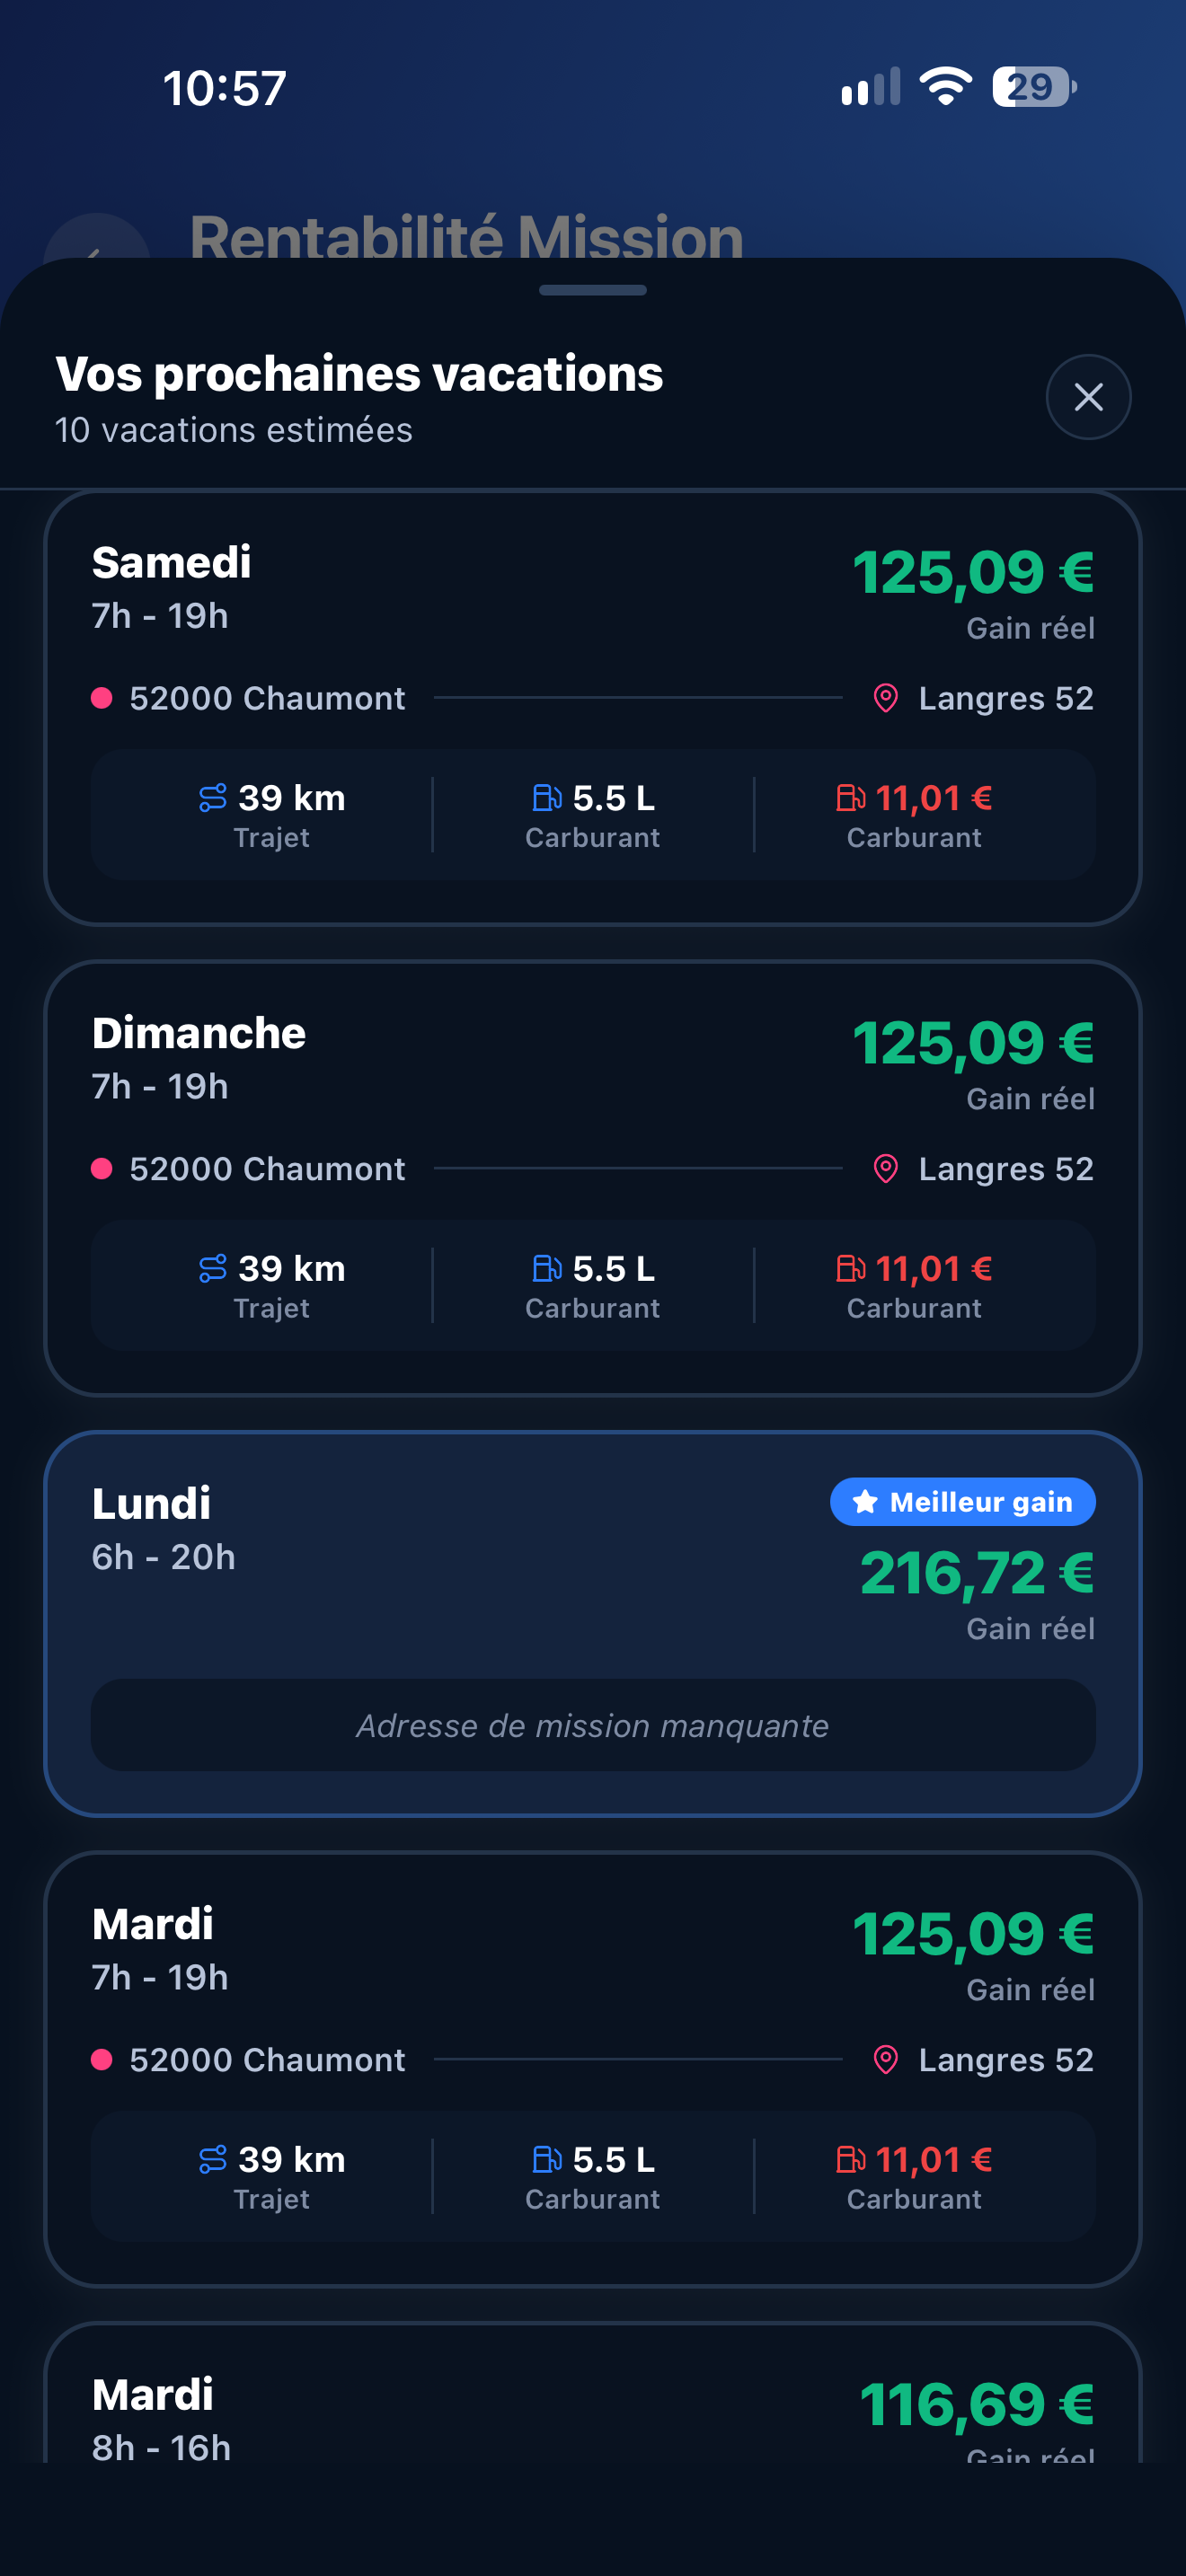 10:57
29
Rentabilité Mission
Vos prochaines vacations
10 vacations estimées
Samedi
125,09 €
7h - 19h
Gain réel
52000 Chaumont
Langres 52
39 km
5.5 L
11,01 €
Trajet
Carburant
Carburant
Dimanche
125,09 €
7h - 19h
Gain réel
52000 Chaumont
Langres 52
39 km
5.5 L
11,01 €
Trajet
Carburant
Carburant
Lundi
Meilleur gain
6h - 20h
216,72 €
Gain réel
Adresse de mission manquante
Mardi
125,09 €
7h - 19h
Gain réel
52000 Chaumont
Langres 52
39 km
5.5 L
11,01 €
Trajet
Carburant
Carburant
Mardi
116,69 €
8h - 16h
Gain réel